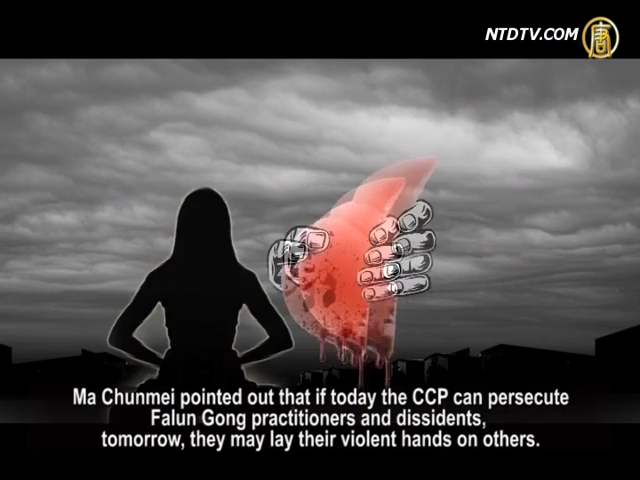 NTDTV.COM 唐
Ma Chunmei pointed out that if today the CCP can persecute
Falun Gong practitioners and dissidents,
tomorrow, they may lay their violent hands on others.